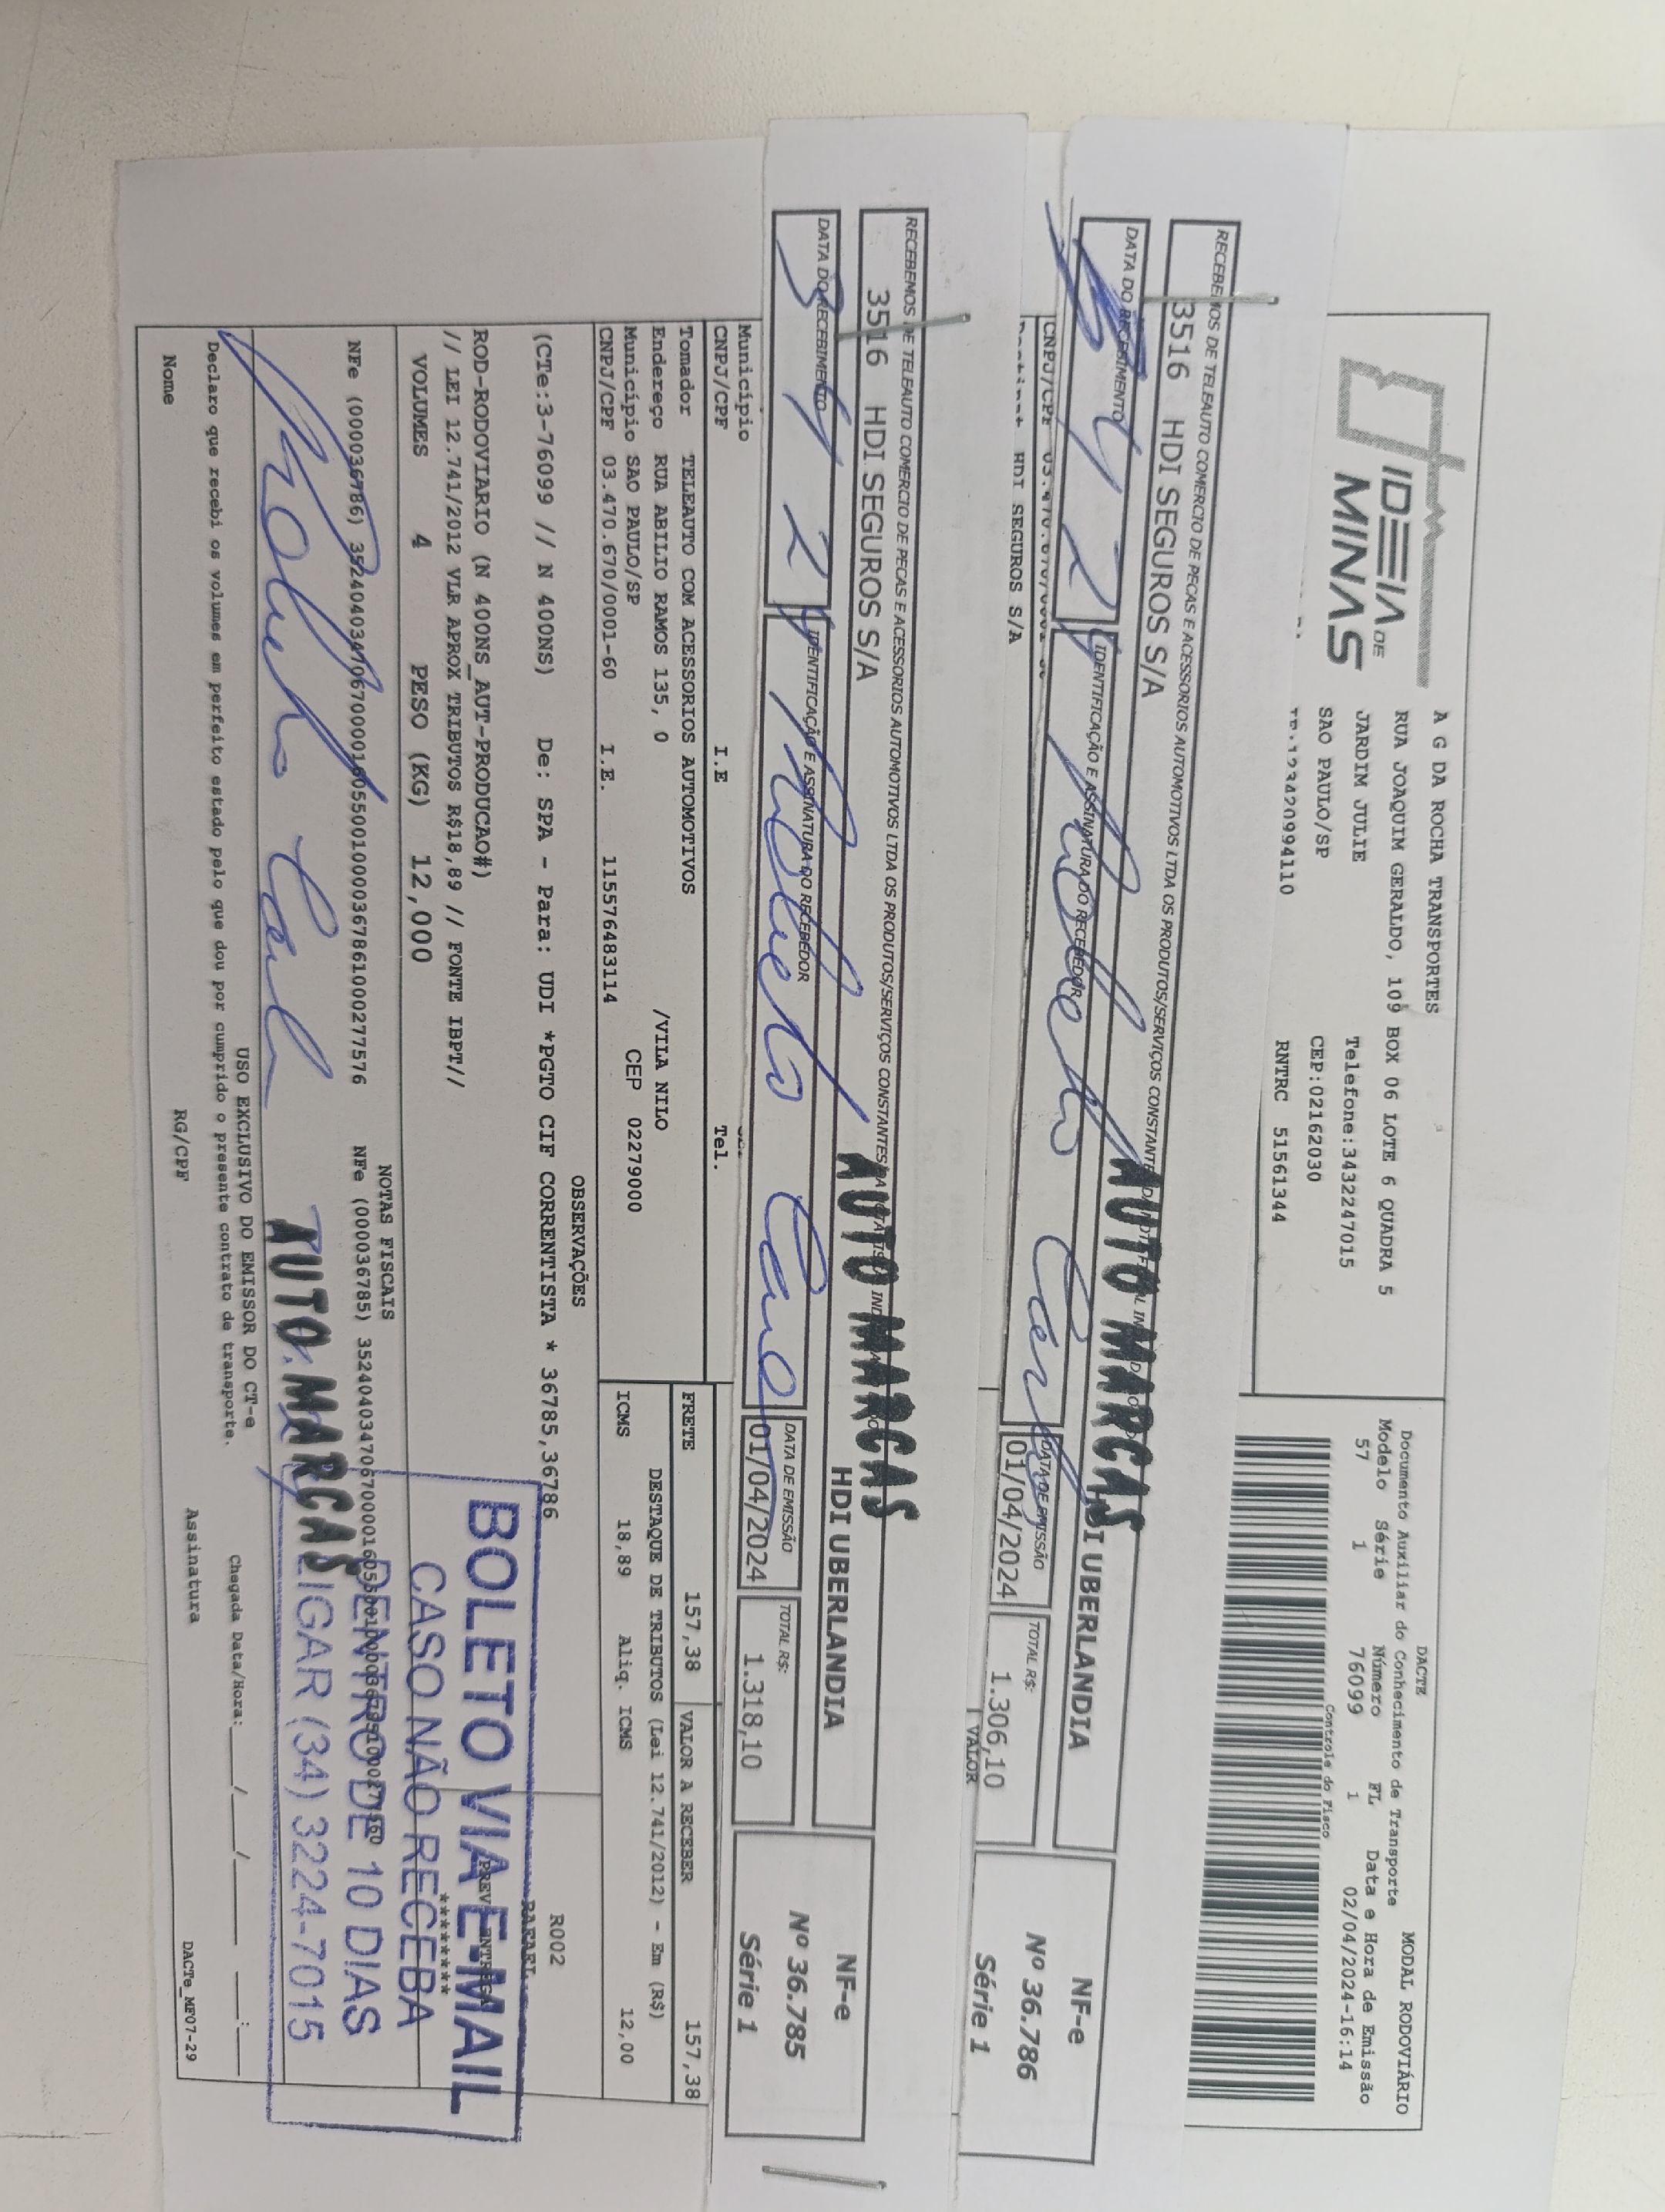 IDEIA DE
MINAS
A G DA ROCHA TRANSPORTES
RUA JOAQUIM GERALDO, 109 BOX 06 LOTE 6 QUADRA 5
JARDIM JULIE Telefone:3432247015
SAO PAULO/SP CEP:02162030
123420994110 RNTRC 51561344
DACTE
Documento Auxiliar do Conhecimento de Transporte
MODAL RODOVIÁRIO
Modelo Série Número FL Data e Hora de Emissão
57 1 76099 1 02/04/2024-16:14
Controle do Fisco
RECEBEMOS DE TELEAUTO COMERCIO DE PECAS E ACESSORIOS AUTOMOTIVOS LTDA OS PRODUTOS/SERVIÇOS CONSTANTES DA
3516 HDI SEGUROS S/A
HDI UBERLANDIA
AUTO MARCAS
DATA DO RECEBIMENTO
IDENTIFICAÇÃO E ASSINATURA DO RECEBEDOR
DATA DE EMISSÃO
01/04/2024
TOTAL R$:
1.306,10
NF-e
Nº 36.786
Série 1
CNPJ/CPF
HDI SEGUROS S/A
VALOR
RECEBEMOS DE TELEAUTO COMERCIO DE PECAS E ACESSORIOS AUTOMOTIVOS LTDA OS PRODUTOS/SERVIÇOS CONSTANTES DA
3516 HDI SEGUROS S/A
HDI UBERLANDIA
AUTO MARCAS
DATA DO RECEBIMENTO
IDENTIFICAÇÃO E ASSINATURA DO RECEBEDOR
DATA DE EMISSÃO
01/04/2024
TOTAL R$:
1.318,10
NF-e
Nº 36.785
Série 1
Município
CNPJ/CPF I.E Tel.
Tomador TELEAUTO COM ACESSORIOS AUTOMOTIVOS
Endereço RUA ABILIO RAMOS 135, 0 /VILA NILO
Município SAO PAULO/SP CEP 02279000
CNPJ/CPF 03.470.670/0001-60 I.E. 115576483114
FRETE 157,38 VALOR A RECEBER 157,38
DESTAQUE DE TRIBUTOS (Lei 12.741/2012) - Em (R$)
ICMS 18,89 Aliq. ICMS 12,00
OBSERVAÇÕES
(CTe:3-76099 // N 400NS) De: SPA - Para: UDI *PGTO CIF CORRENTISTA * 36785,36786
R002
RAFAEL
ROD-RODOVIARIO (N 400NS_AUT-PRODUCAO#)
// LEI 12.741/2012 VLR APROX TRIBUTOS R$18,89 // FONTE IBPT//
PREV. ENTREGA
********
VOLUMES 4 PESO (KG) 12,000
NOTAS FISCAIS
NFe (000036786) 35240403470670000160550010000367861000277576 NFe (000036785)
BOLETO VIA E-MAIL
CASO NÃO RECEBA
DENTRO DE 10 DIAS
LIGAR (34) 3224-7015
AUTO MARCAS
USO EXCLUSIVO DO EMISSOR DO CT-e
Declaro que recebi os volumes em perfeito estado pelo que dou por cumprido o presente contrato de transporte.
Chegada Data/Hora:____/____/______ ____:____
Nome RG/CPF Assinatura
DACTe_MF07-29